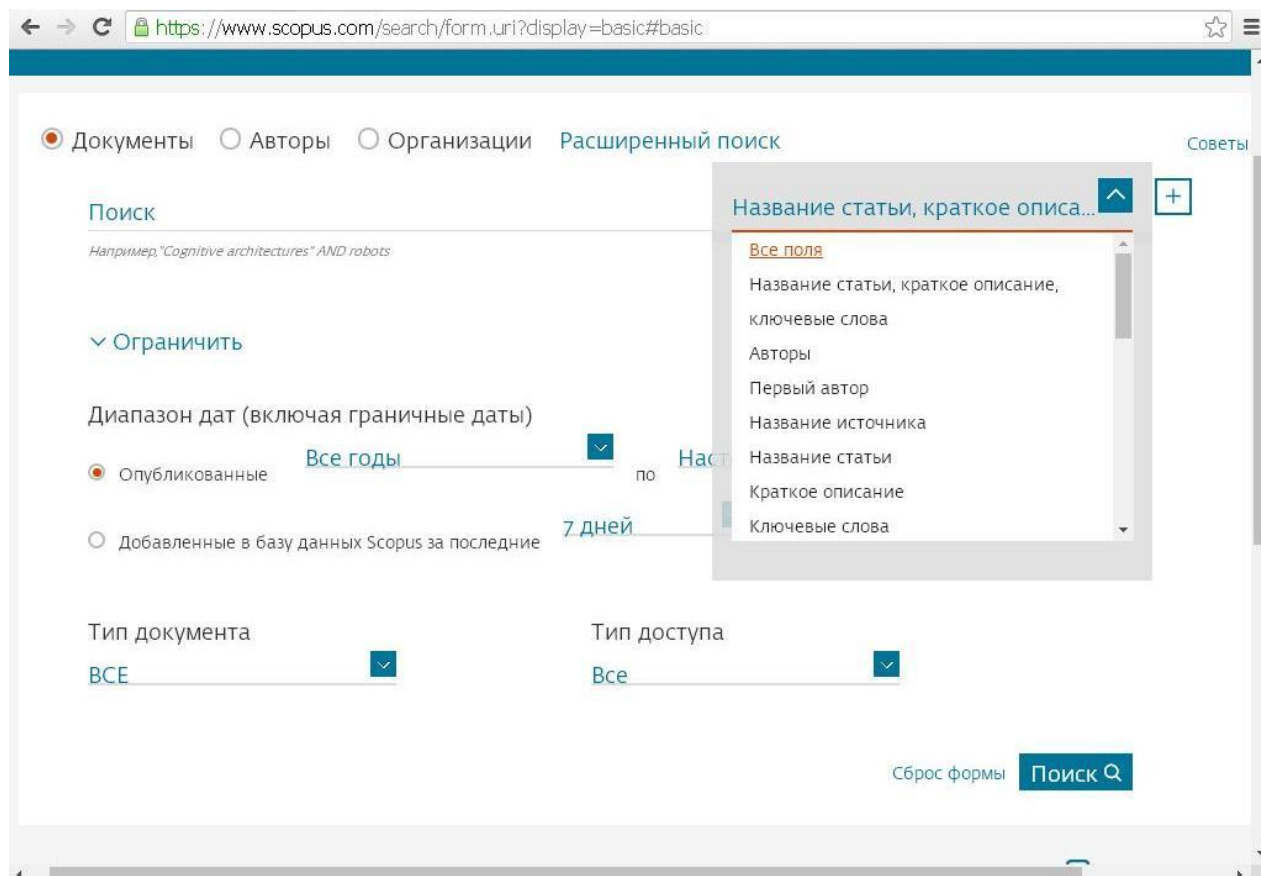 https://www.scopus.com/search/form.uri?display=basic#basic
Документы Авторы Организации Расширенный поиск
Советы
Поиск
Название статьи, краткое описа...
Например,"Cognitive architectures" AND robots
Все поля
Название статьи, краткое описание,
ключевые слова
Авторы
Первый автор
Название источника
Название статьи
Краткое описание
Ключевые слова
Ограничить
Диапазон дат (включая граничные даты)
Опубликованные Все годы по Наст
Добавленные в базу данных Scopus за последние 7 дней
Тип документа Тип доступа
ВСЕ Все
Сброс формы Поиск